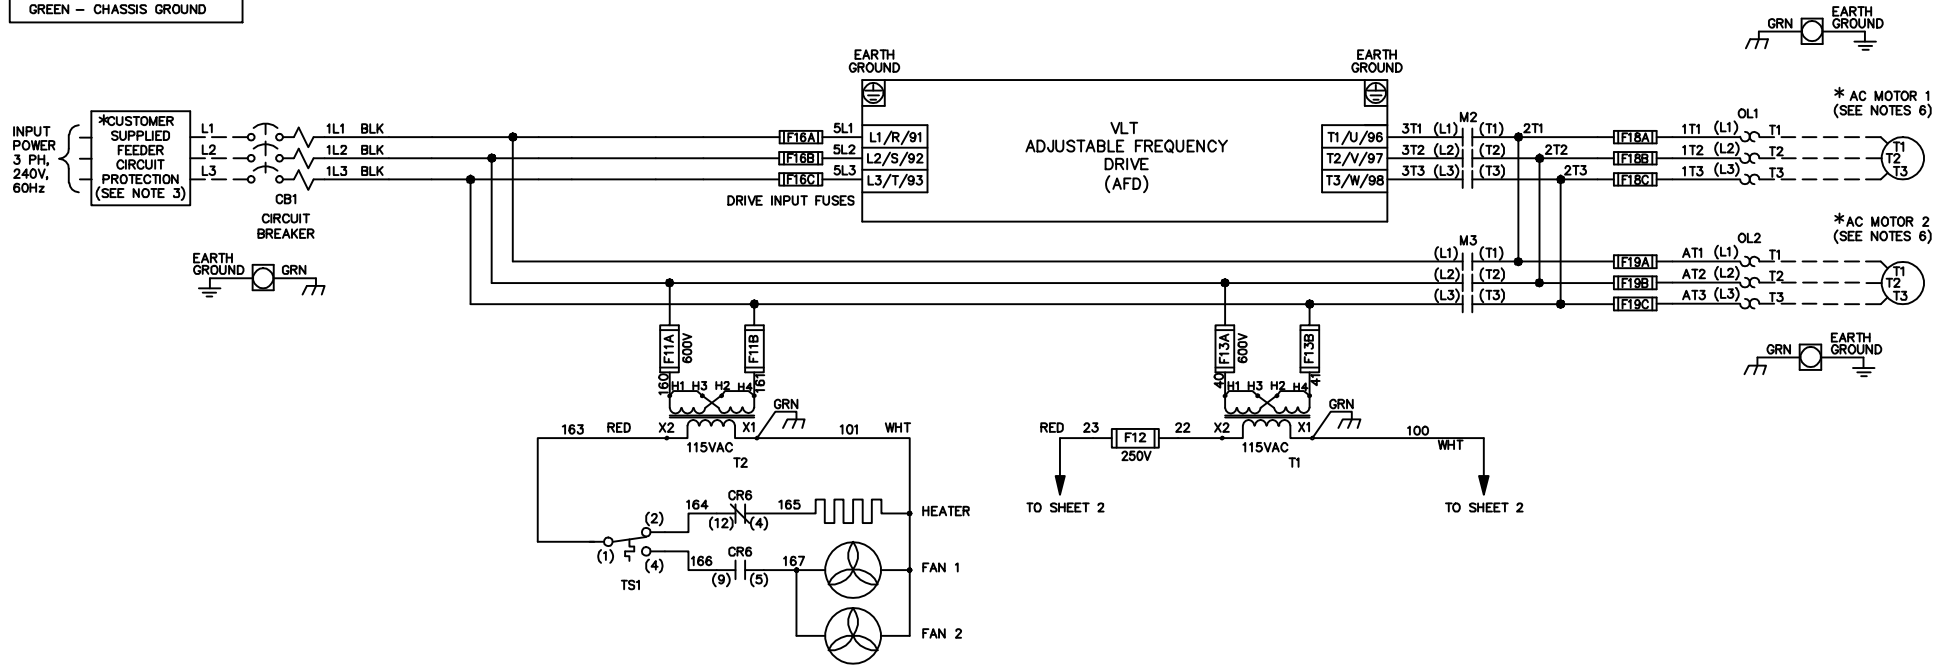 GREEN – CHASSIS GROUND
GRN
EARTH
GROUND
INPUT
POWER
3 PH,
240V,
60Hz
*CUSTOMER
SUPPLIED
FEEDER
CIRCUIT
PROTECTION
(SEE NOTE 3)
L1
L2
L3
CB1
CIRCUIT
BREAKER
1L1 BLK
1L2 BLK
1L3 BLK
F16A
F16B
F16C
5L1
5L2
5L3
DRIVE INPUT FUSES
EARTH
GROUND
L1/R/91
L2/S/92
L3/T/93
VLT
ADJUSTABLE FREQUENCY
DRIVE
(AFD)
EARTH
GROUND
T1/U/96
T2/V/97
T3/W/98
M2
3T1 (L1) (T1) 2T1
3T2 (L2) (T2) 2T2
3T3 (L3) (T3) 2T3
F18A
F18B
F18C
OL1
1T1 (L1) T1
1T2 (L2) T2
1T3 (L3) T3
* AC MOTOR 1
(SEE NOTES 6)
T1
T2
T3
EARTH
GROUND
GRN
M3
(L1) (T1)
(L2) (T2)
(L3) (T3)
F19A
F19B
F19C
OL2
AT1 (L1) T1
AT2 (L2) T2
AT3 (L3) T3
*AC MOTOR 2
(SEE NOTES 6)
T1
T2
T3
GRN
EARTH
GROUND
F11A
600V
F11B
160
161
H1 H3 H2 H4
GRN
163 RED X2
X1 101 WHT
115VAC
T2
F13A
600V
F13B
40
41
H1 H3 H2 H4
GRN
RED 23
F12
250V
22 X2
X1 100
WHT
115VAC
T1
TO SHEET 2
TO SHEET 2
164
CR6
165
(12) (4)
HEATER
(2)
(1)
(4)
TS1
166
CR6
167
(9) (5)
FAN 1
FAN 2